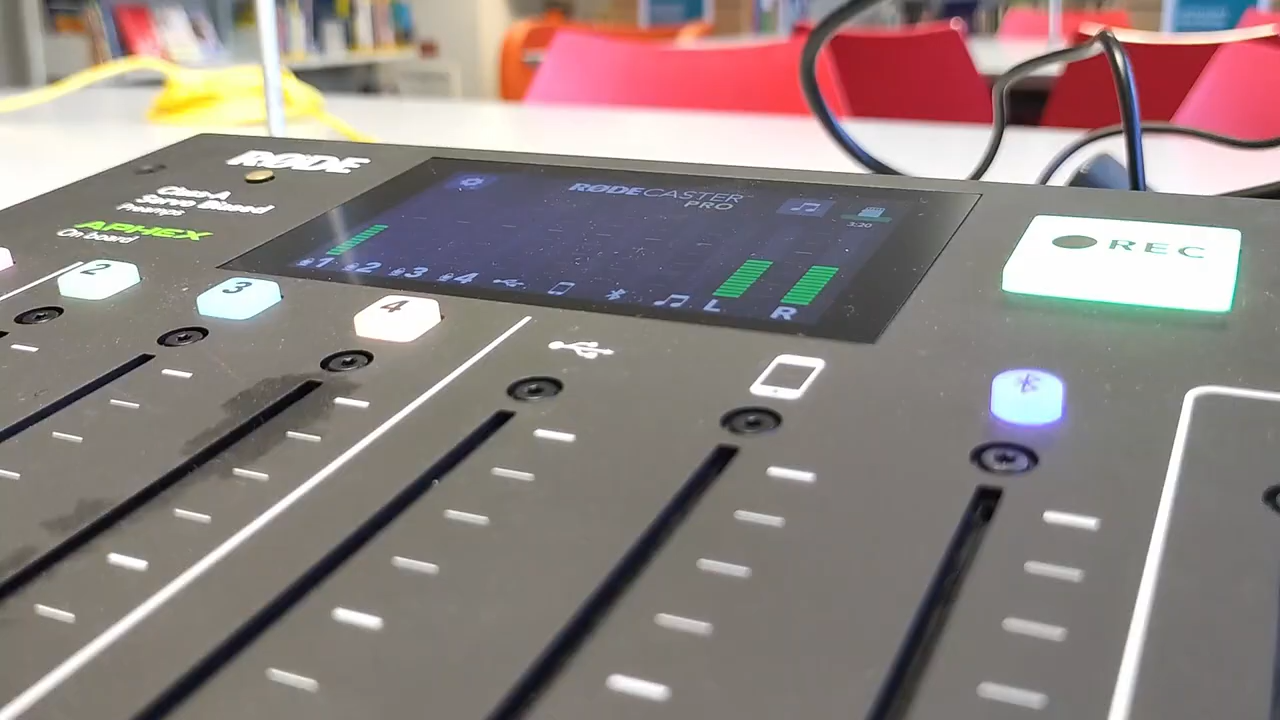 RØDE
Class-A,
Servo Biased
Preamps
APHEX
On board
RØDECASTER
PRO
3:20
1 2 3 4 L R
REC
2
3
4